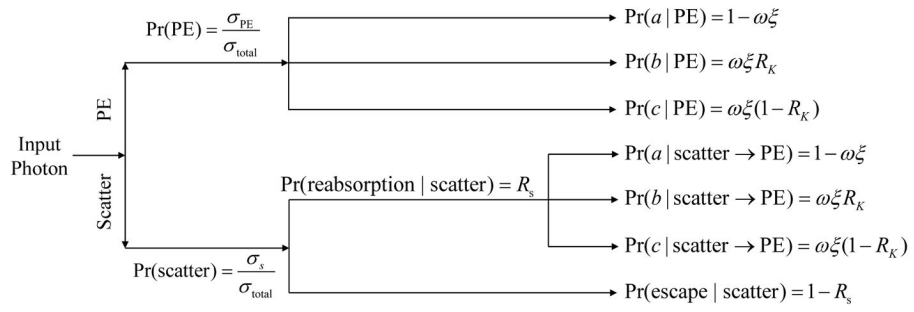 Input
Photon
PE
Scatter
Pr(PE) = σ_PE / σ_total
Pr(a | PE) = 1 − ωξ
Pr(b | PE) = ωξR_K
Pr(c | PE) = ωξ(1 − R_K)
Pr(scatter) = σ_s / σ_total
Pr(reabsorption | scatter) = R_s
Pr(a | scatter → PE) = 1 − ωξ
Pr(b | scatter → PE) = ωξR_K
Pr(c | scatter → PE) = ωξ(1 − R_K)
Pr(escape | scatter) = 1 − R_s